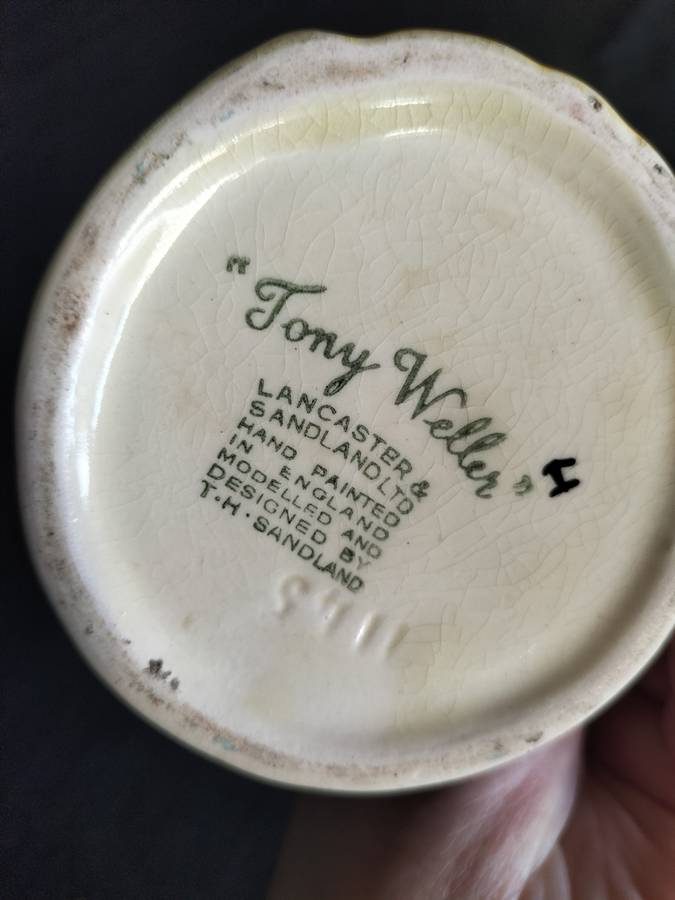 "Tony Weller"
I
LANCASTER &
SANDLAND LTD
HAND PAINTED
IN ENGLAND
MODELLED AND
DESIGNED BY
T·H·SANDLAND